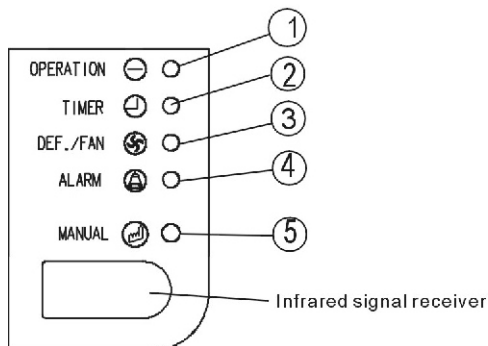 OPERATION 1
TIMER 2
DEF./FAN 3
ALARM 4
MANUAL 5
Infrared signal receiver